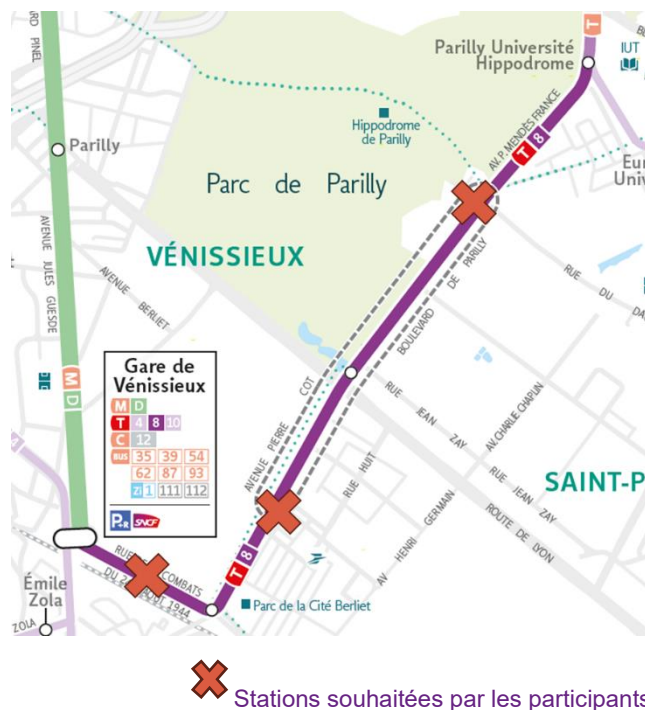 PINEL
Parilly Université
Hippodrome
T
IUT
Hippodrome
de Parilly
AV. P. MENDÈS FRANCE
T 8
Parilly
Parc de Parilly
VÉNISSIEUX
AVENUE JULES GUESDE
AVENUE BERLIET
BOULEVARD DE PARILLY
RUE DU
Gare de
Vénissieux
M D
T 4 8 10
C 12
BUS 35 39 54
62 87 93
Zi 1 111 112
P+R SNCF
M D
AVENUE PIERRE COT
RUE JEAN ZAY
AV. CHARLIE CHAPLIN
RUE HUIT
RUE JEAN ZAY
SAINT-P
AV HENRI GERMAIN
ROUTE DE LYON
T 8
COMBATS
1944
Parc de la Cité Berliet
Émile
Zola
ZOLA
Stations souhaitées par les participants